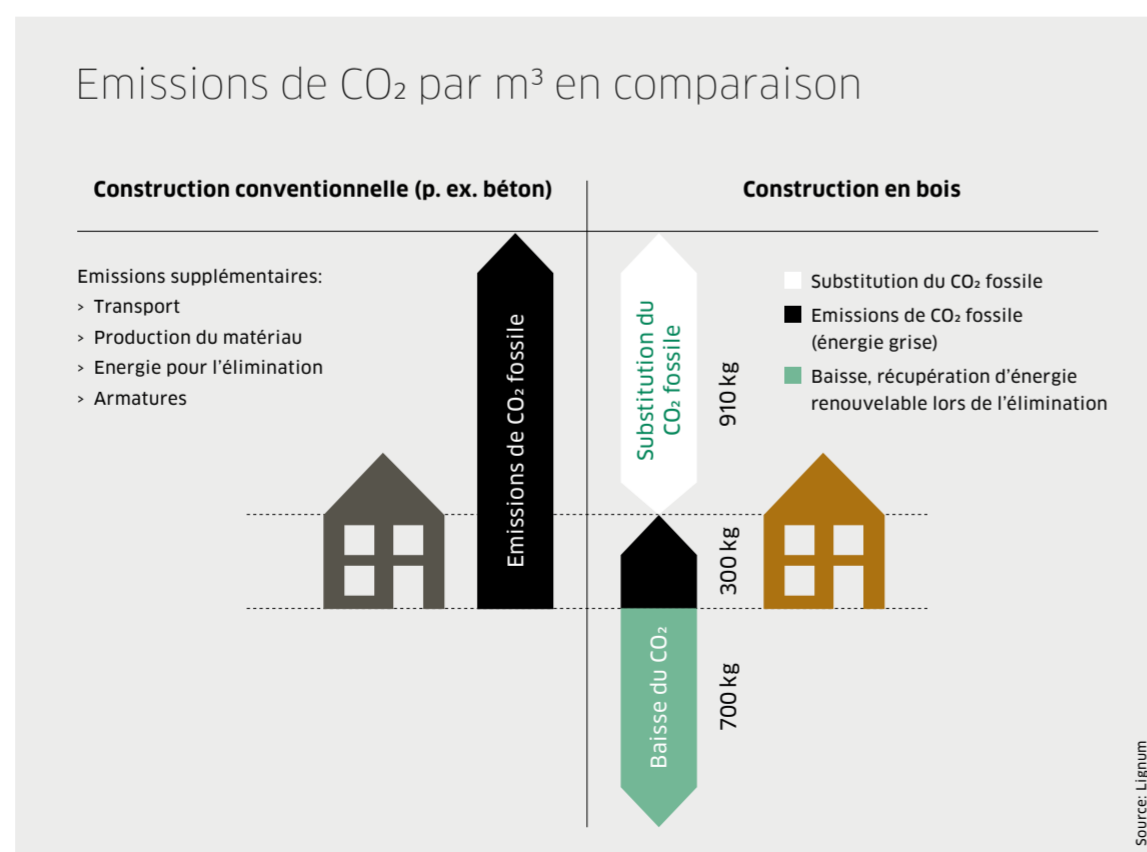 Emissions de CO₂ par m³ en comparaison
Construction conventionnelle (p. ex. béton)
Emissions supplémentaires:
> Transport
> Production du matériau
> Energie pour l'élimination
> Armatures
Emissions de CO₂ fossile
Construction en bois
Substitution du
CO₂ fossile
910 kg
300 kg
Baisse du CO₂
700 kg
Substitution du CO₂ fossile
Emissions de CO₂ fossile
(énergie grise)
Baisse, récupération d'énergie
renouvelable lors de l'élimination
Source: Lignum